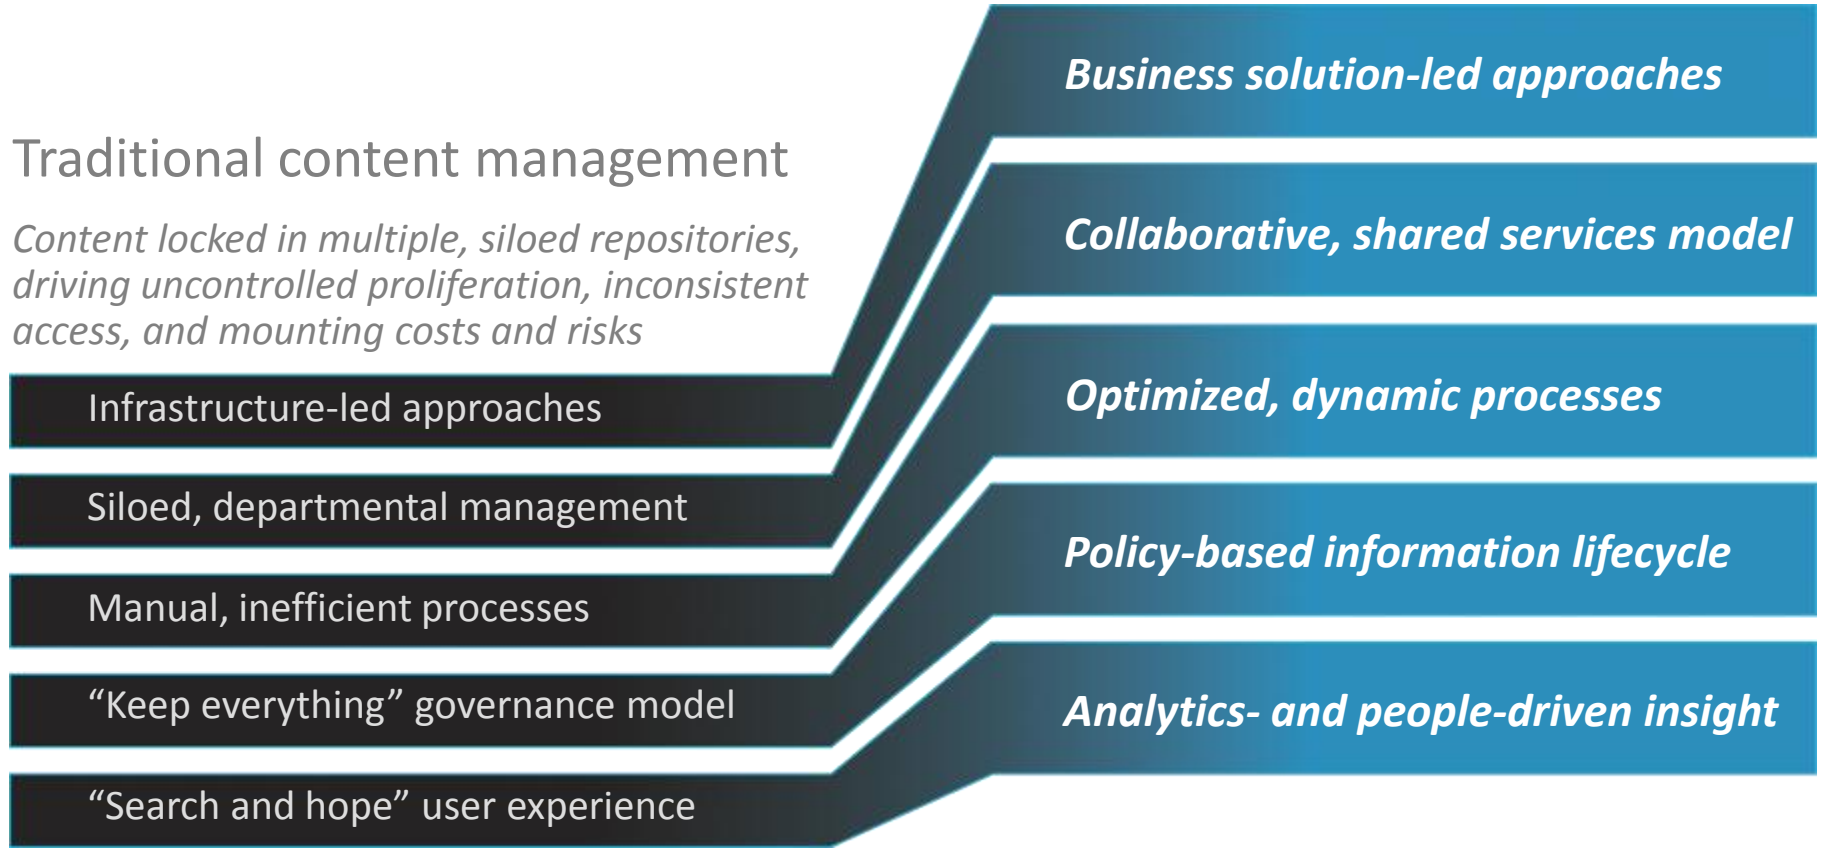 Traditional content management
Content locked in multiple, siloed repositories,
driving uncontrolled proliferation, inconsistent
access, and mounting costs and risks
Infrastructure-led approaches
Siloed, departmental management
Manual, inefficient processes
“Keep everything” governance model
“Search and hope” user experience
Business solution-led approaches
Collaborative, shared services model
Optimized, dynamic processes
Policy-based information lifecycle
Analytics- and people-driven insight